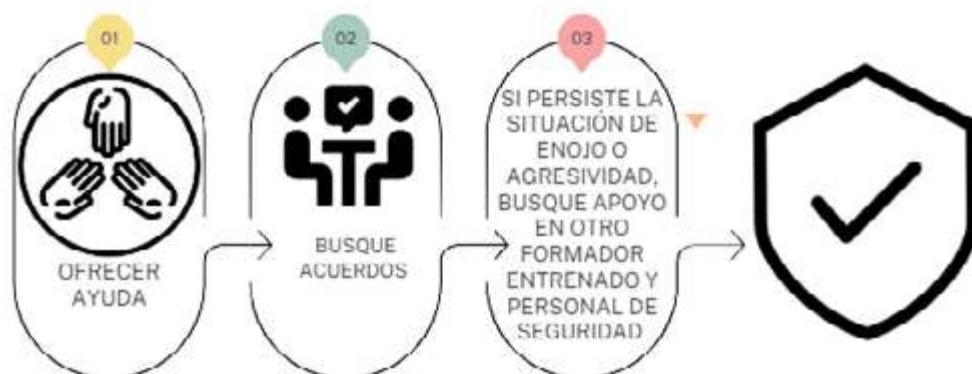 01
OFRECER
AYUDA
02
BUSQUE
ACUERDOS
03
SI PERSISTE LA
SITUACIÓN DE
ENOJO O
AGRESIVIDAD,
BUSQUE APOYO
EN OTRO
FORMADOR
ENTRENADO Y
PERSONAL DE
SEGURIDAD